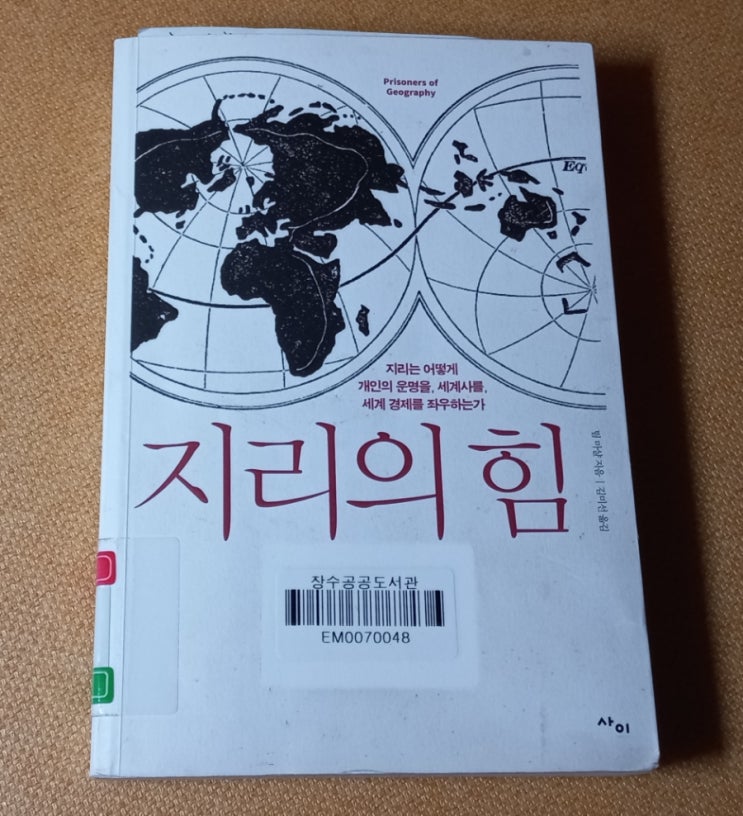 Prisoners of
Geography
Eq
지리는 어떻게
개인의 운명을, 세계사를,
세계 경제를 좌우하는가
지리의 힘
팀 마샬 지음 | 김미선 옮김
장수공공도서관
EM0070048
사이